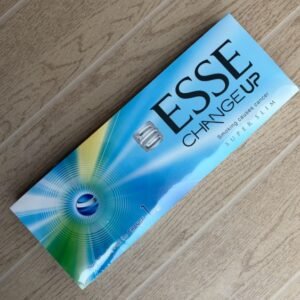 ESSE
CHANGE UP
Smoking causes cancer
SUPER SLIM